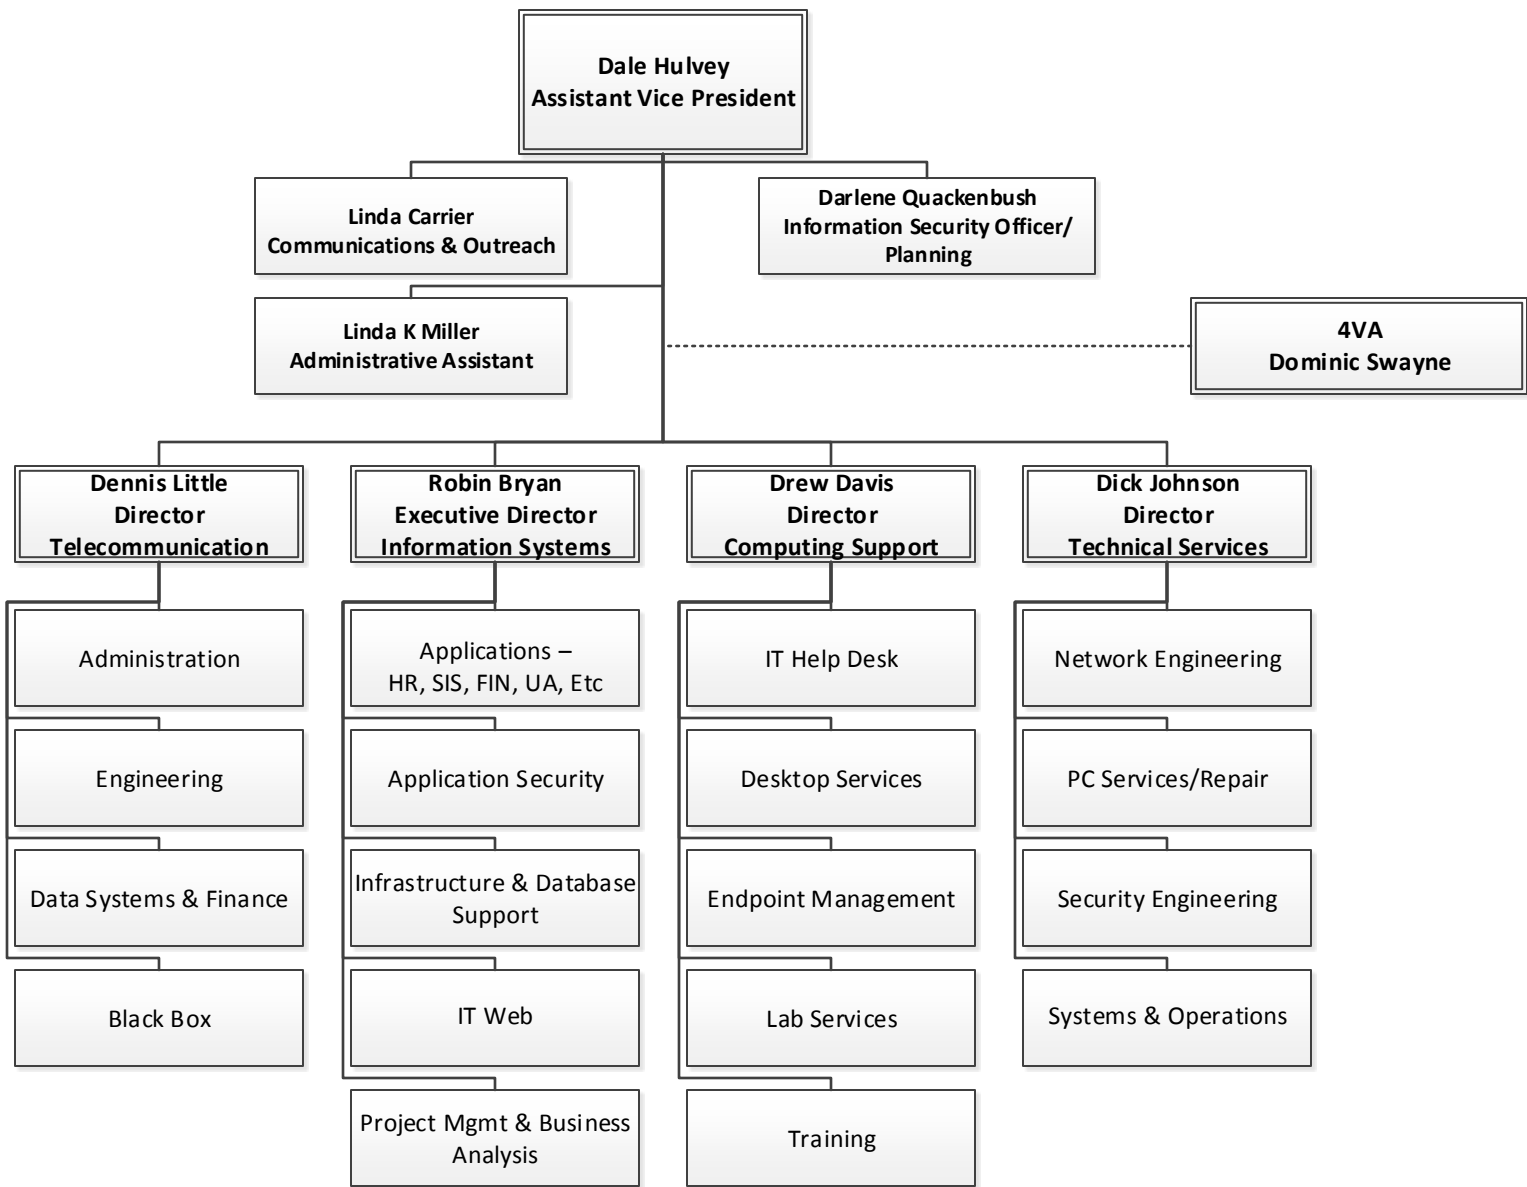 Dale Hulvey
Assistant Vice President
Linda Carrier
Communications & Outreach
Darlene Quackenbush
Information Security Officer/
Planning
Linda K Miller
Administrative Assistant
4VA
Dominic Swayne
Dennis Little
Director
Telecommunication
Robin Bryan
Executive Director
Information Systems
Drew Davis
Director
Computing Support
Dick Johnson
Director
Technical Services
Administration
Applications –
HR, SIS, FIN, UA, Etc
IT Help Desk
Network Engineering
Engineering
Application Security
Desktop Services
PC Services/Repair
Data Systems & Finance
Infrastructure & Database
Support
Endpoint Management
Security Engineering
Black Box
IT Web
Lab Services
Systems & Operations
Project Mgmt & Business
Analysis
Training